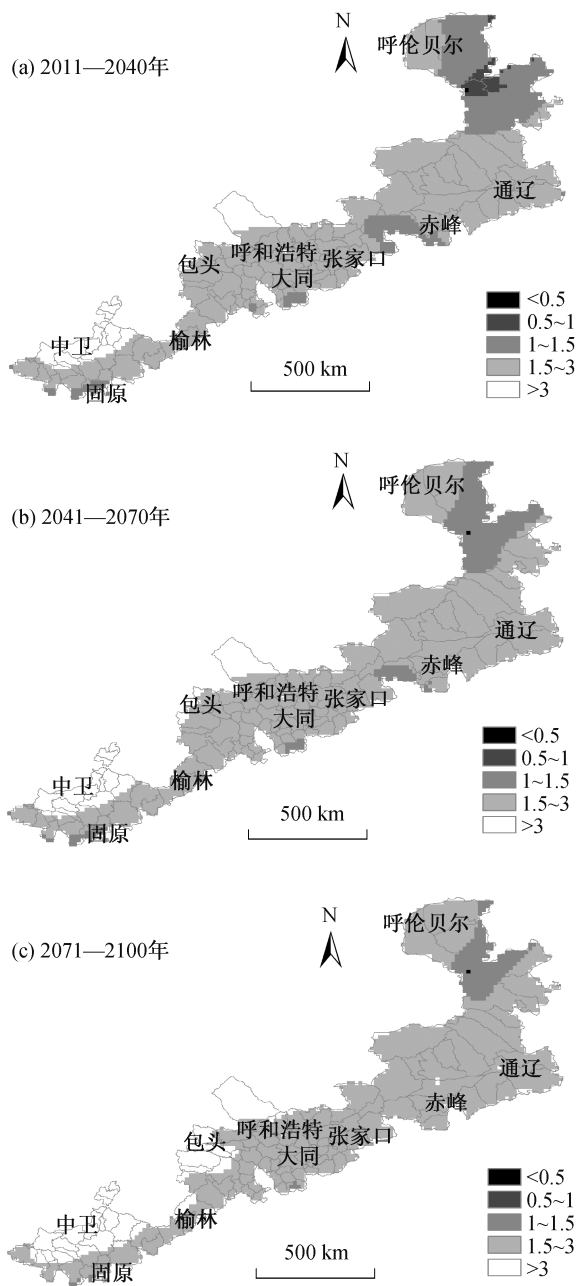 N
呼伦贝尔
(a) 2011—2040年
通辽
赤峰
呼和浩特
张家口
包头
大同
<0.5
0.5~1
1~1.5
1.5~3
>3
榆林
中卫
500 km
固原
N
呼伦贝尔
(b) 2041—2070年
通辽
赤峰
呼和浩特
张家口
包头
大同
<0.5
0.5~1
1~1.5
1.5~3
>3
中卫
榆林
500 km
固原
N
呼伦贝尔
(c) 2071—2100年
通辽
赤峰
呼和浩特
张家口
包头
大同
<0.5
0.5~1
1~1.5
1.5~3
>3
中卫
榆林
500 km
固原